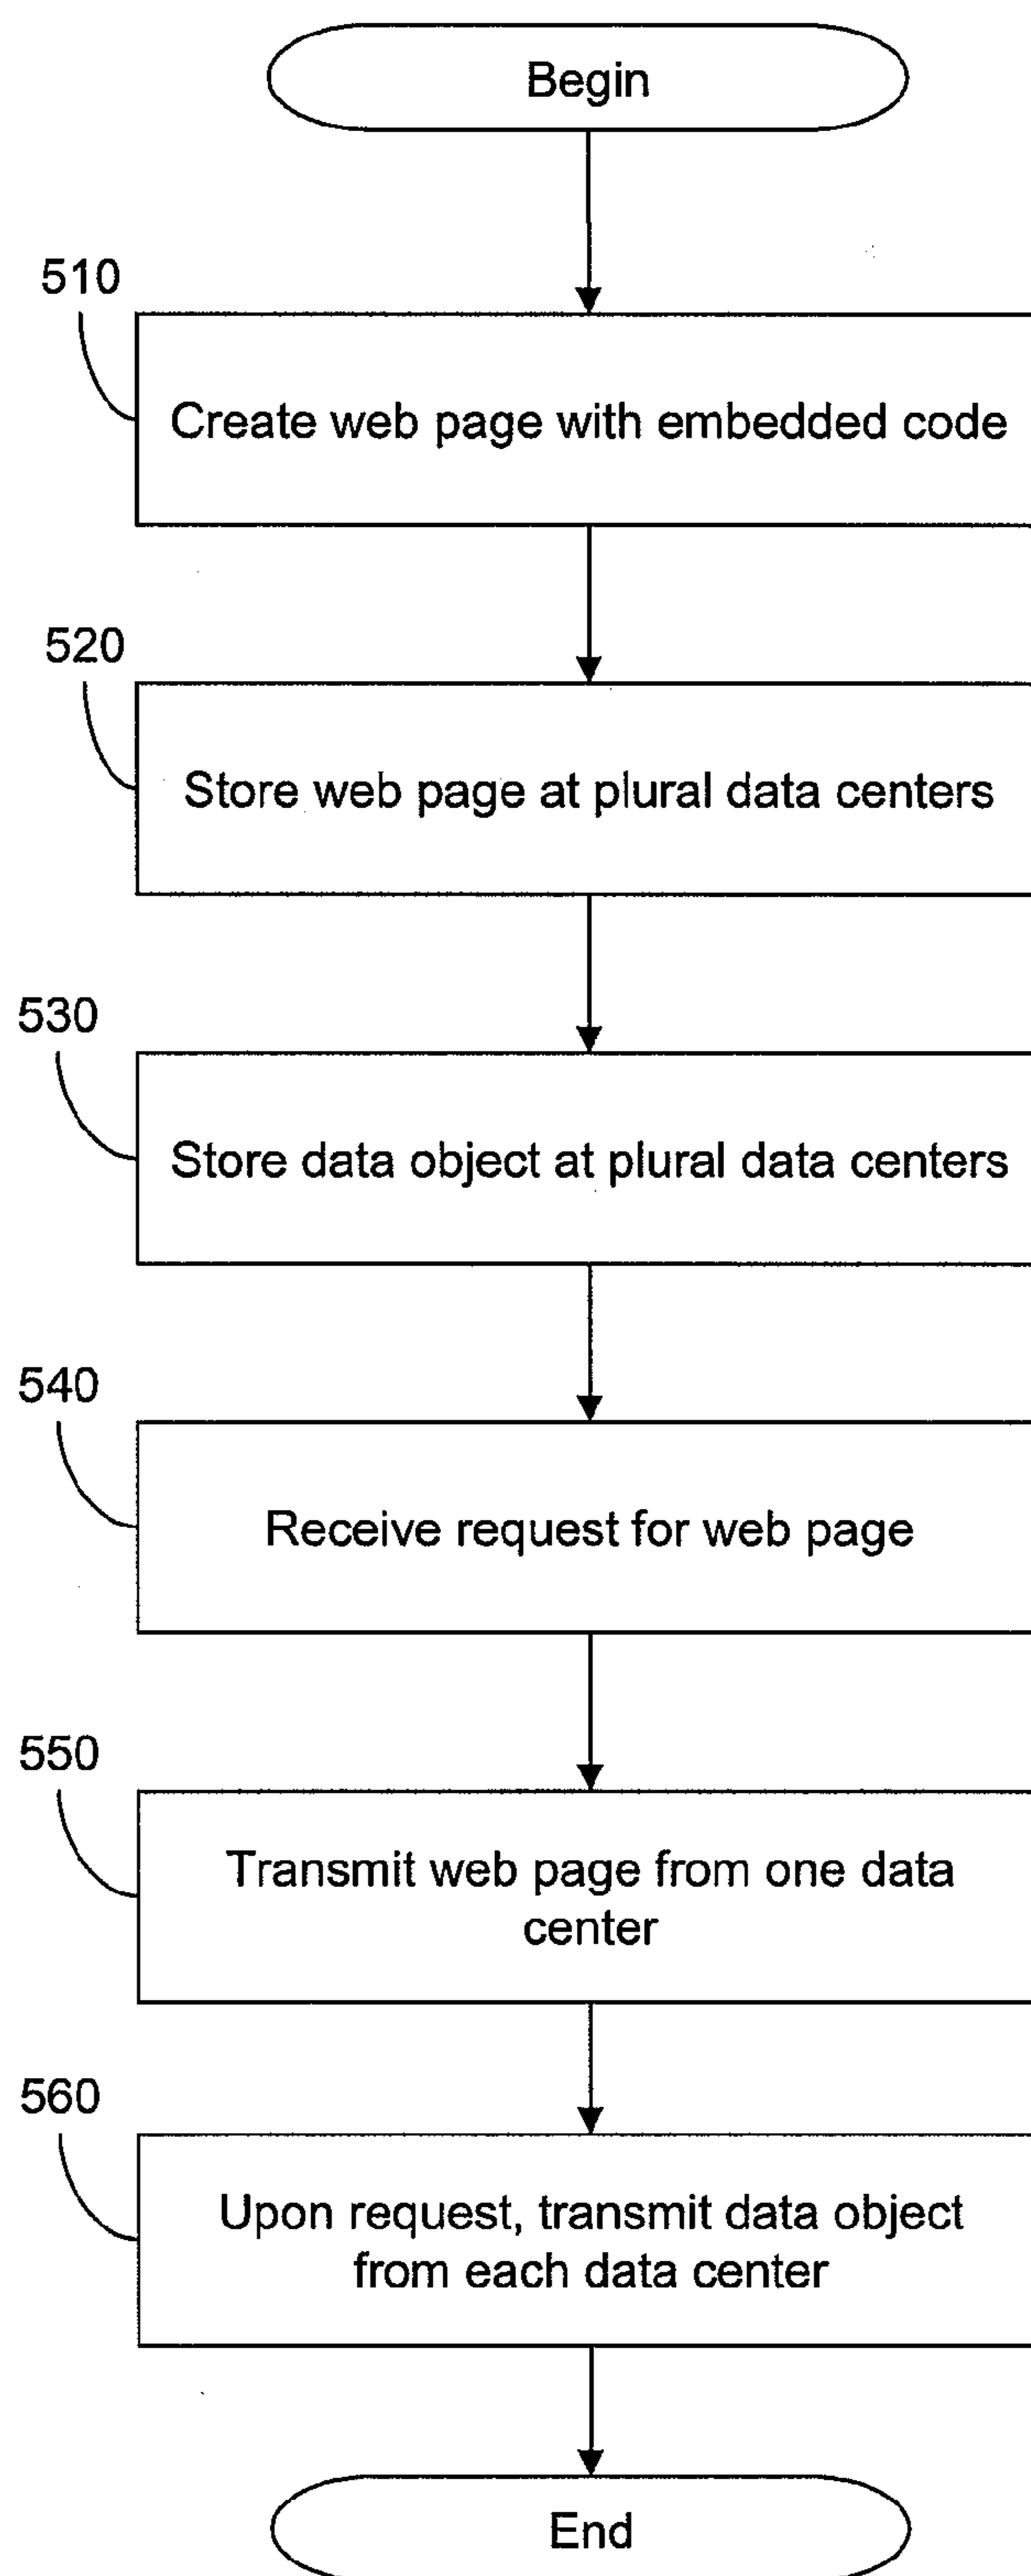 Begin
510
Create web page with embedded code
520
Store web page at plural data centers
530
Store data object at plural data centers
540
Receive request for web page
550
Transmit web page from one data
center
560
Upon request, transmit data object
from each data center
End